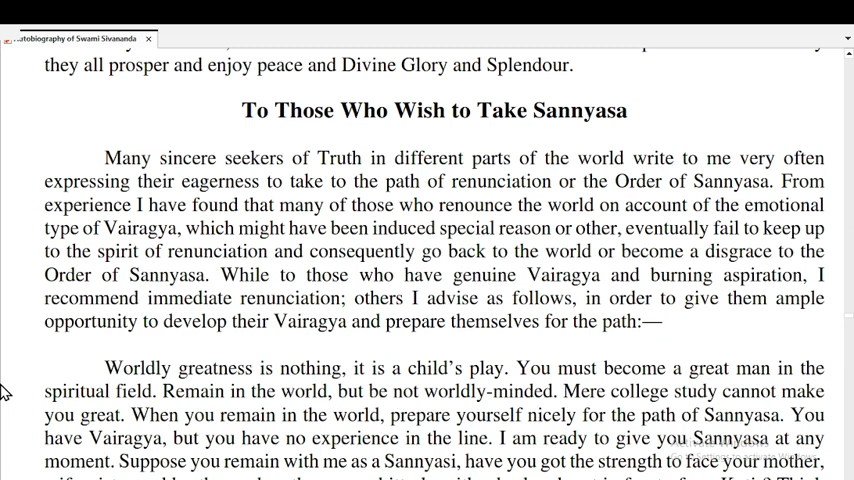 Autobiography of Swami Sivananda
they all prosper and enjoy peace and Divine Glory and Splendour.
To Those Who Wish to Take Sannyasa
Many sincere seekers of Truth in different parts of the world write to me very often
expressing their eagerness to take to the path of renunciation or the Order of Sannyasa. From
experience I have found that many of those who renounce the world on account of the emotional
type of Vairagya, which might have been induced special reason or other, eventually fail to keep up
to the spirit of renunciation and consequently go back to the world or become a disgrace to the
Order of Sannyasa. While to those who have genuine Vairagya and burning aspiration, I
recommend immediate renunciation; others I advise as follows, in order to give them ample
opportunity to develop their Vairagya and prepare themselves for the path:—
Worldly greatness is nothing, it is a child’s play. You must become a great man in the
spiritual field. Remain in the world, but be not worldly-minded. Mere college study cannot make
you great. When you remain in the world, prepare yourself nicely for the path of Sannyasa. You
have Vairagya, but you have no experience in the line. I am ready to give you Sannyasa at any
moment. Suppose you remain with me as a Sannyasi, have you got the strength to face your mother,